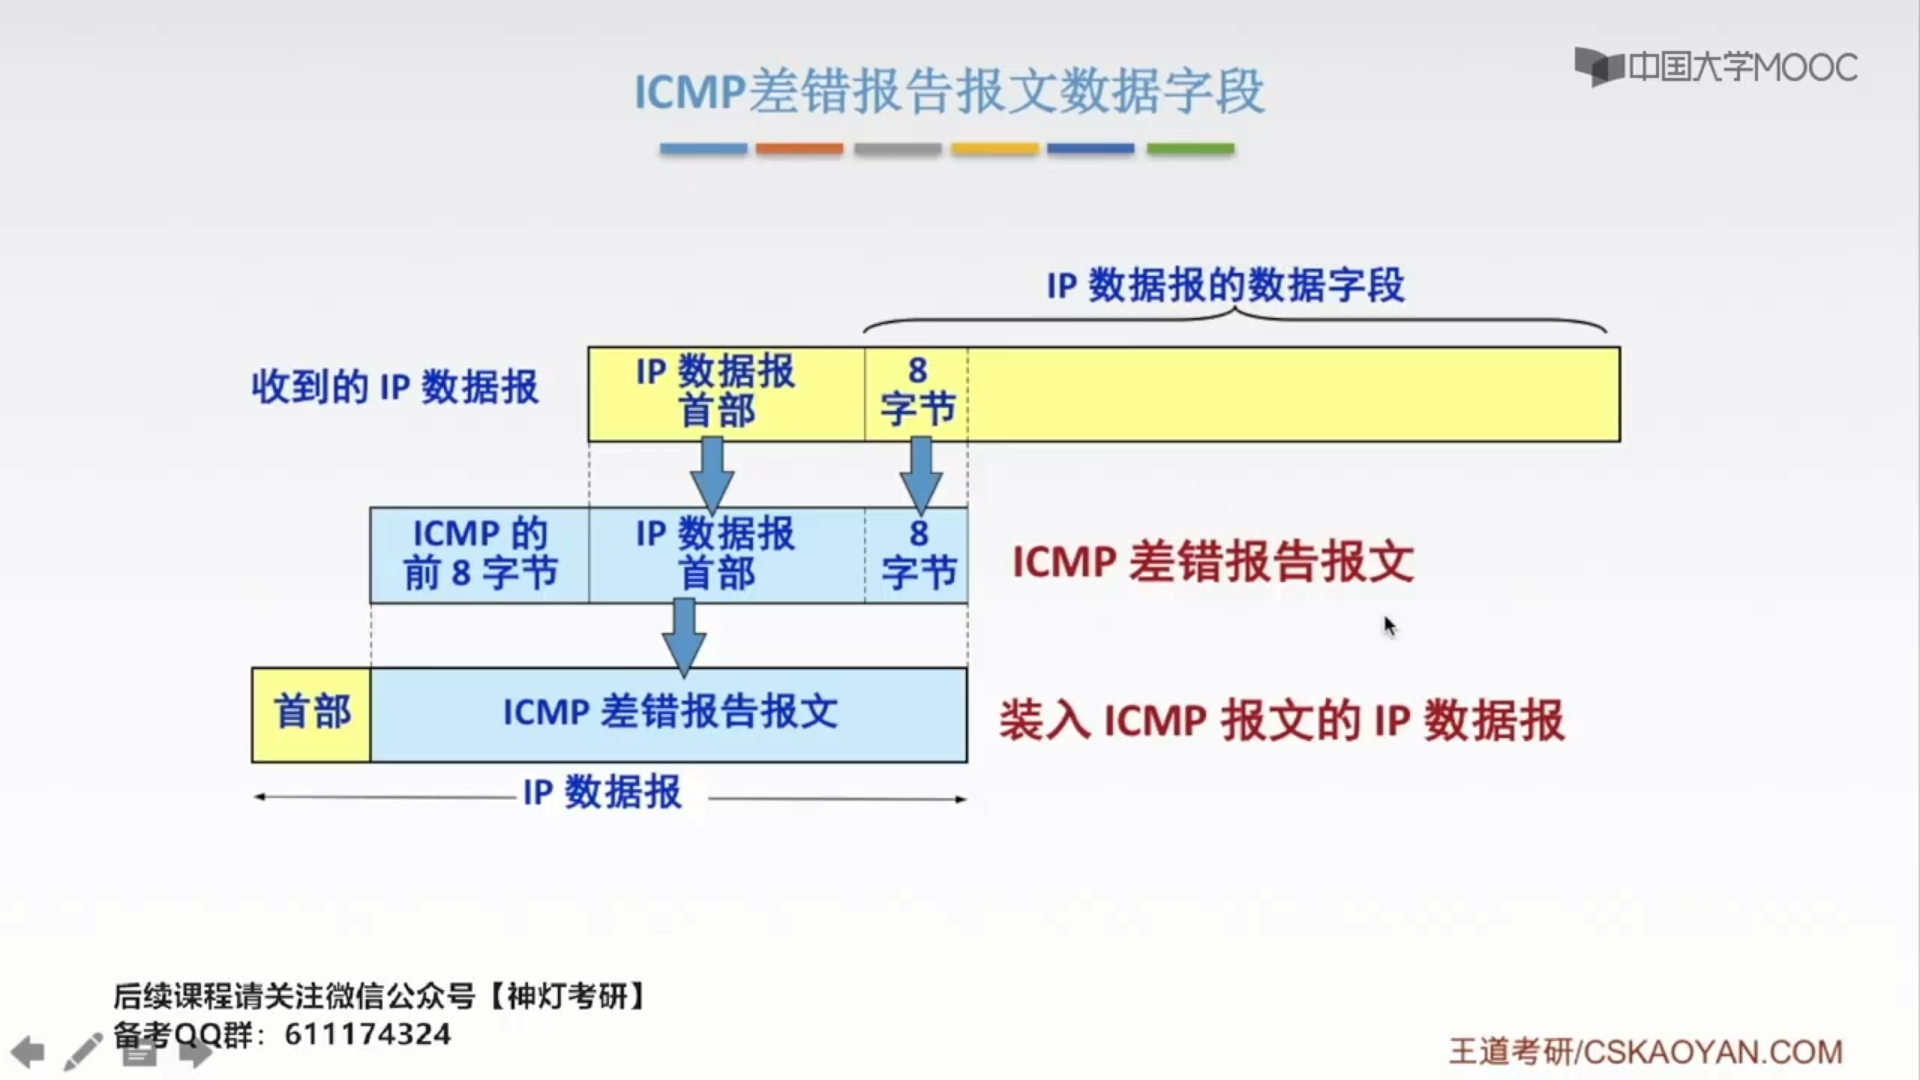 中国大学MOOC
ICMP差错报告报文数据字段
IP 数据报的数据字段
收到的 IP 数据报
IP 数据报
首部
8
字节
ICMP 的
前 8 字节
IP 数据报
首部
8
字节
ICMP 差错报告报文
首部
ICMP 差错报告报文
装入 ICMP 报文的 IP 数据报
IP 数据报
后续课程请关注微信公众号【神灯考研】
备考QQ群：611174324
王道考研/CSKAOYAN.COM